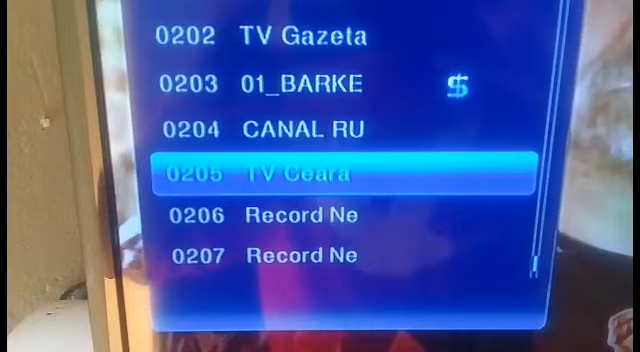 0202 TV Gazeta
0203 01_BARKE $
0204 CANAL RU
0205 TV Ceara
0206 Record Ne
0207 Record Ne